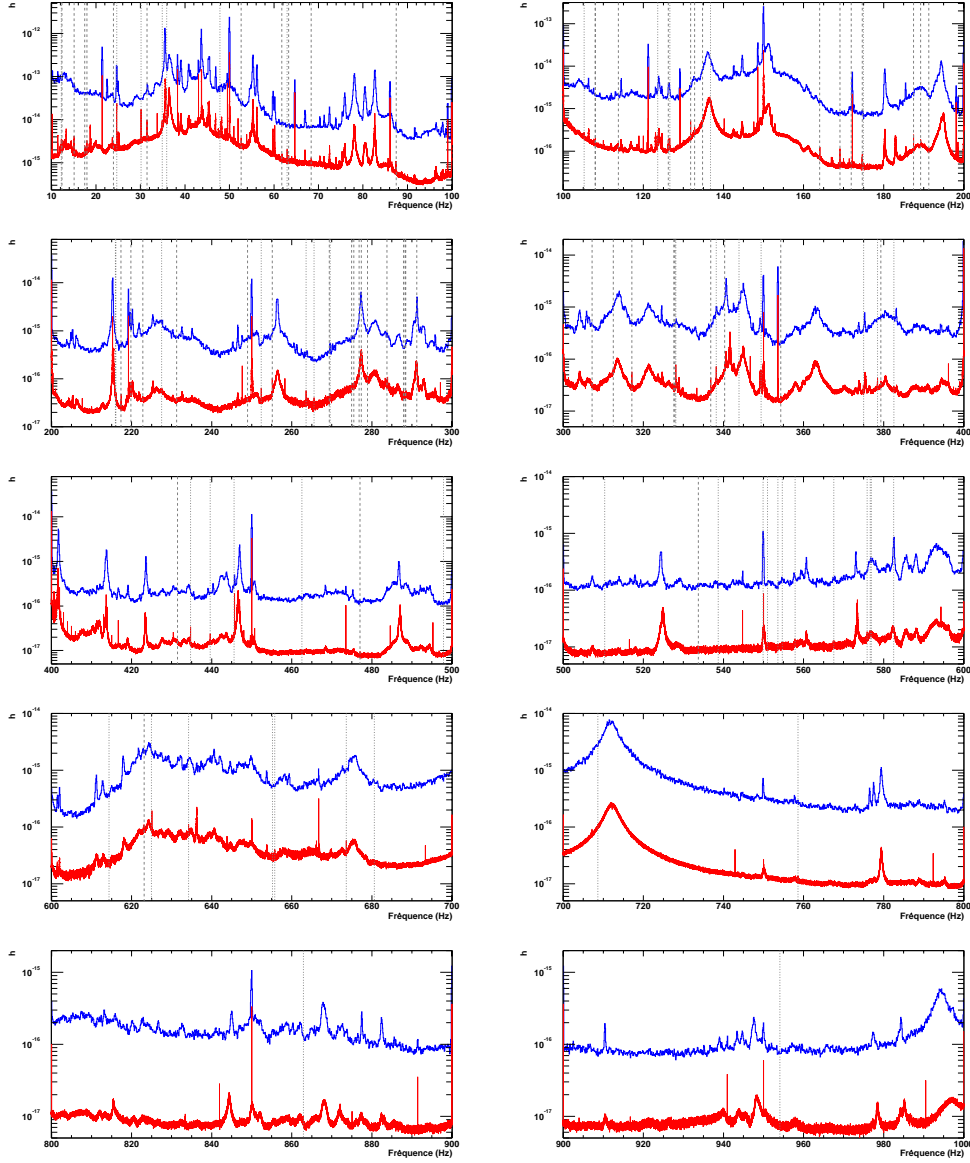 h
10⁻¹²
10⁻¹³
10⁻¹⁴
10⁻¹⁵
10 20 30 40 50 60 70 80 90 100
Fréquence (Hz)
h
10⁻¹³
10⁻¹⁴
10⁻¹⁵
10⁻¹⁶
100 120 140 160 180 200
Fréquence (Hz)
h
10⁻¹⁴
10⁻¹⁵
10⁻¹⁶
10⁻¹⁷
200 220 240 260 280 300
Fréquence (Hz)
h
10⁻¹⁴
10⁻¹⁵
10⁻¹⁶
10⁻¹⁷
300 320 340 360 380 400
Fréquence (Hz)
h
10⁻¹⁴
10⁻¹⁵
10⁻¹⁶
10⁻¹⁷
400 420 440 460 480 500
Fréquence (Hz)
h
10⁻¹⁴
10⁻¹⁵
10⁻¹⁶
10⁻¹⁷
500 520 540 560 580 600
Fréquence (Hz)
h
10⁻¹⁴
10⁻¹⁵
10⁻¹⁶
10⁻¹⁷
600 620 640 660 680 700
Fréquence (Hz)
h
10⁻¹⁴
10⁻¹⁵
10⁻¹⁶
10⁻¹⁷
700 720 740 760 780 800
Fréquence (Hz)
h
10⁻¹⁵
10⁻¹⁶
10⁻¹⁷
800 820 840 860 880 900
Fréquence (Hz)
h
10⁻¹⁵
10⁻¹⁶
10⁻¹⁷
900 920 940 960 980 1000
Fréquence (Hz)